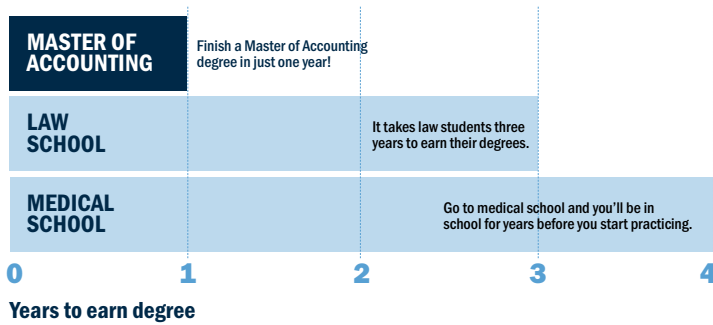 MASTER OF
ACCOUNTING
Finish a Master of Accounting
degree in just one year!
LAW
SCHOOL
It takes law students three
years to earn their degrees.
MEDICAL
SCHOOL
Go to medical school and you'll be in
school for years before you start practicing.
0 1 2 3 4
Years to earn degree